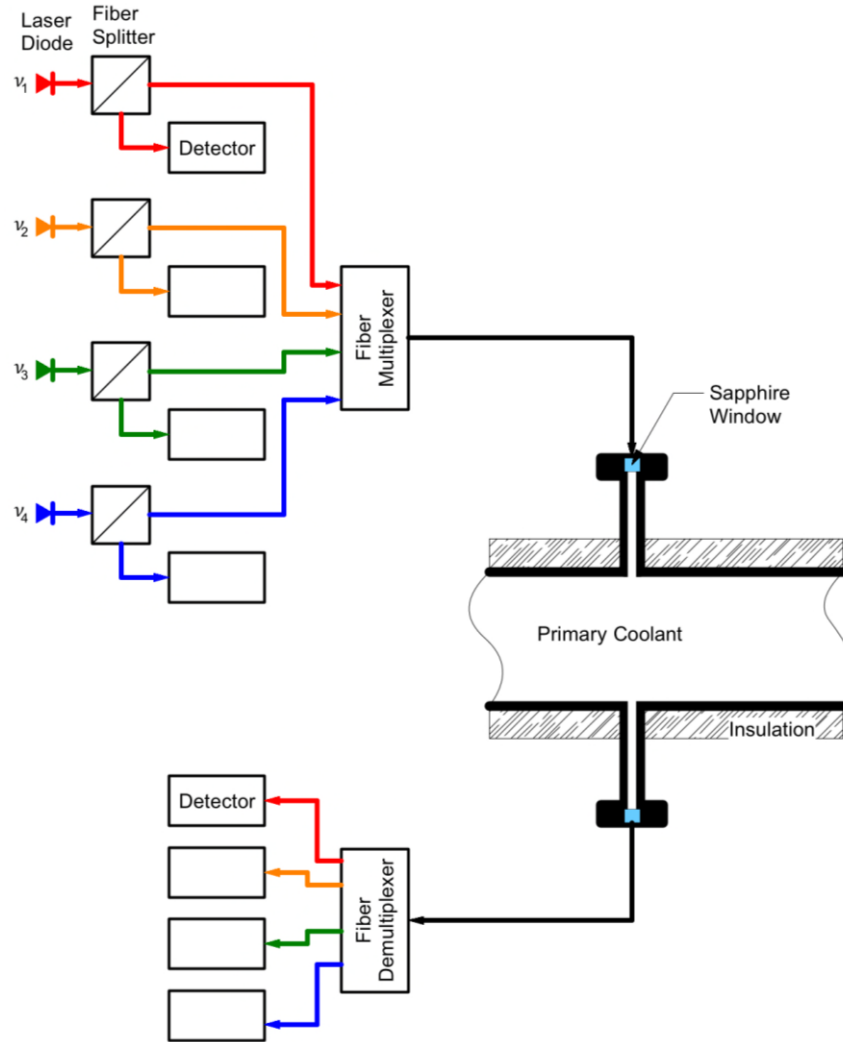 Laser
Diode
Fiber
Splitter
ν1
Detector
ν2
ν3
ν4
Fiber
Multiplexer
Sapphire
Window
Primary Coolant
Insulation
Detector
Fiber
Demultiplexer